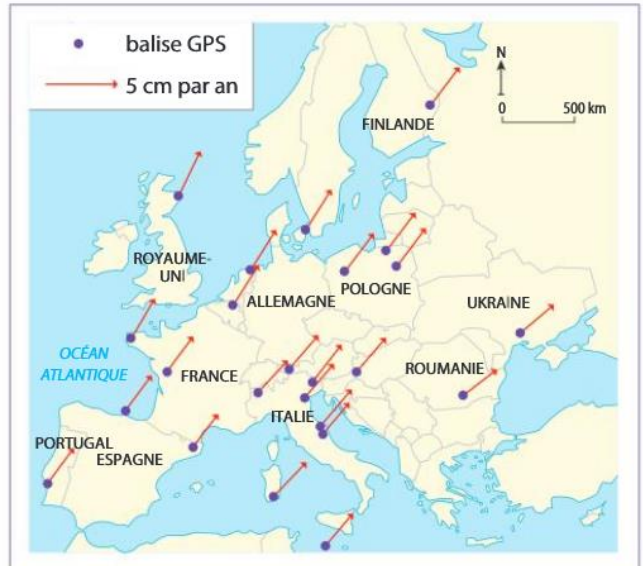 balise GPS
5 cm par an
N
0 500 km
FINLANDE
ROYAUME-
UNI
ALLEMAGNE
POLOGNE
UKRAINE
OCÉAN
ATLANTIQUE
FRANCE
ROUMANIE
ITALIE
PORTUGAL
ESPAGNE